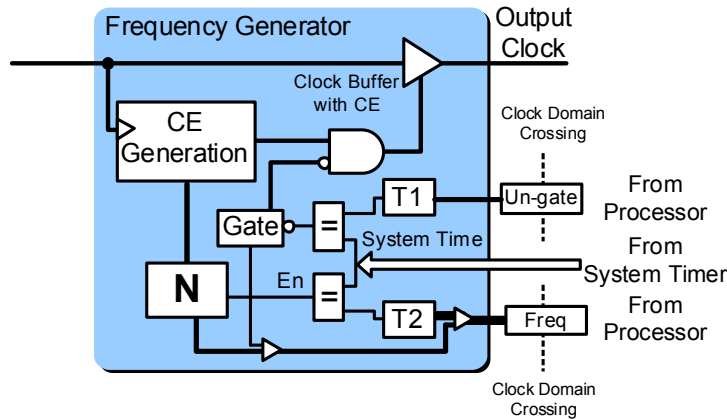 Frequency Generator
Output
Clock
Clock Buffer
with CE
CE
Generation
Clock Domain
Crossing
T1
Un-gate
From
Processor
Gate
=
System Time
From
System Timer
N
En
=
T2
From
Processor
Freq
Clock Domain
Crossing